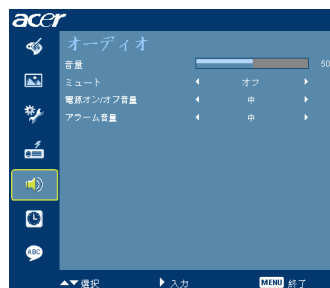 acer
オーディオ
音量 50
ミュート オフ
電源オン/オフ音量 中
アラーム音量 中
ABC
選択 入力 MENU 終了